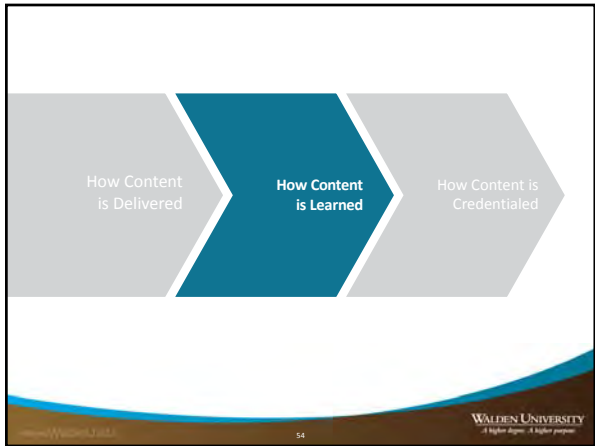 How Content
is Delivered
How Content
is Learned
How Content is
Credentialed
54
WALDEN UNIVERSITY
A higher degree. A higher purpose.